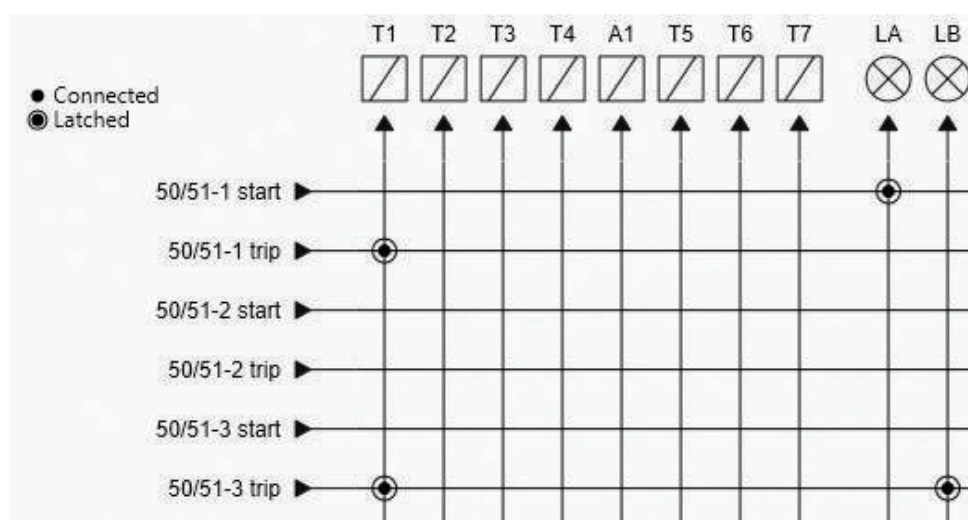 T1 T2 T3 T4 A1 T5 T6 T7 LA LB
Connected
Latched
50/51-1 start
50/51-1 trip
50/51-2 start
50/51-2 trip
50/51-3 start
50/51-3 trip